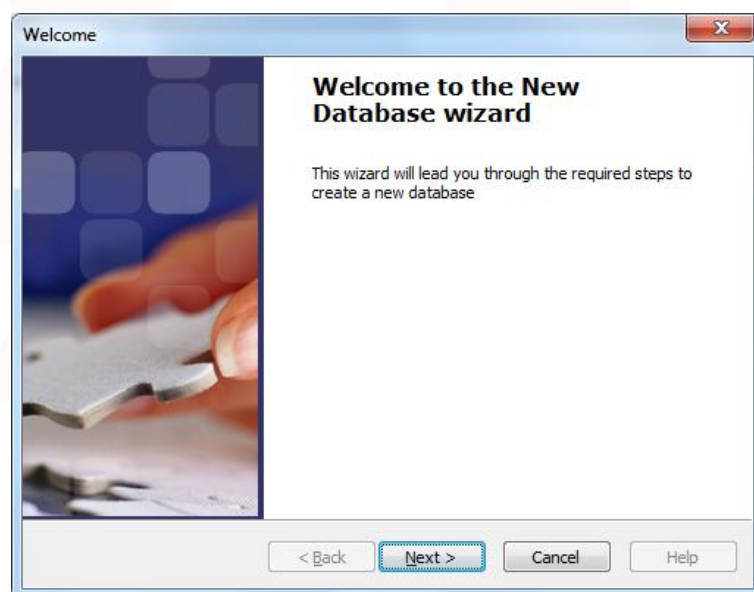 Welcome
Welcome to the New
Database wizard
This wizard will lead you through the required steps to
create a new database
< Back
Next >
Cancel
Help